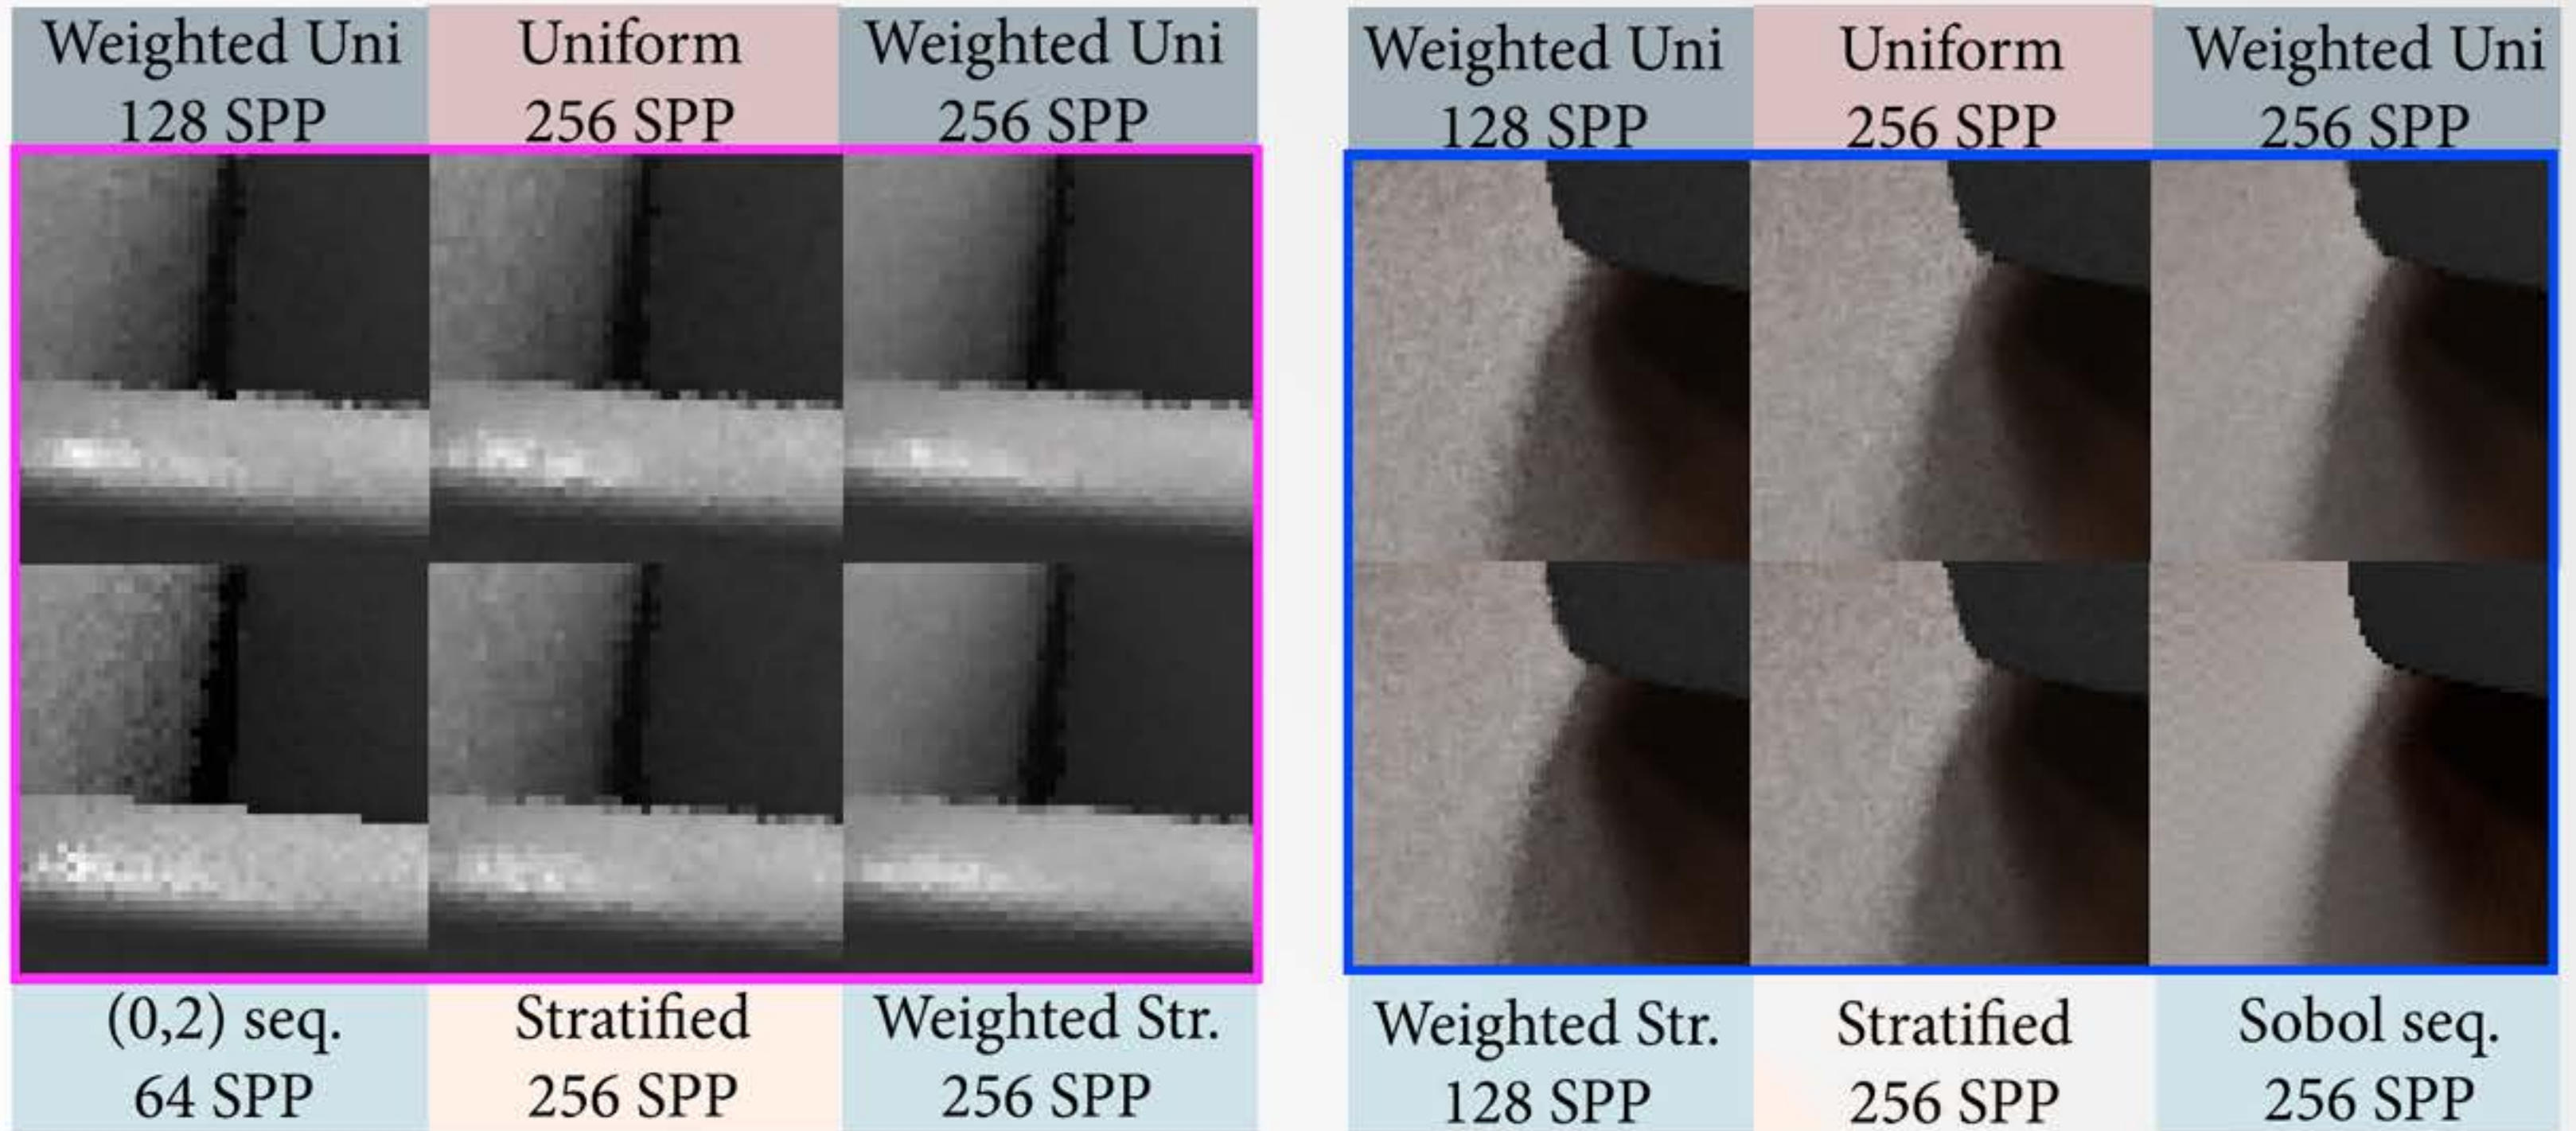 Weighted Uni
128 SPP
Uniform
256 SPP
Weighted Uni
256 SPP
Weighted Uni
128 SPP
Uniform
256 SPP
Weighted Uni
256 SPP
(0,2) seq.
64 SPP
Stratified
256 SPP
Weighted Str.
256 SPP
Weighted Str.
128 SPP
Stratified
256 SPP
Sobol seq.
256 SPP